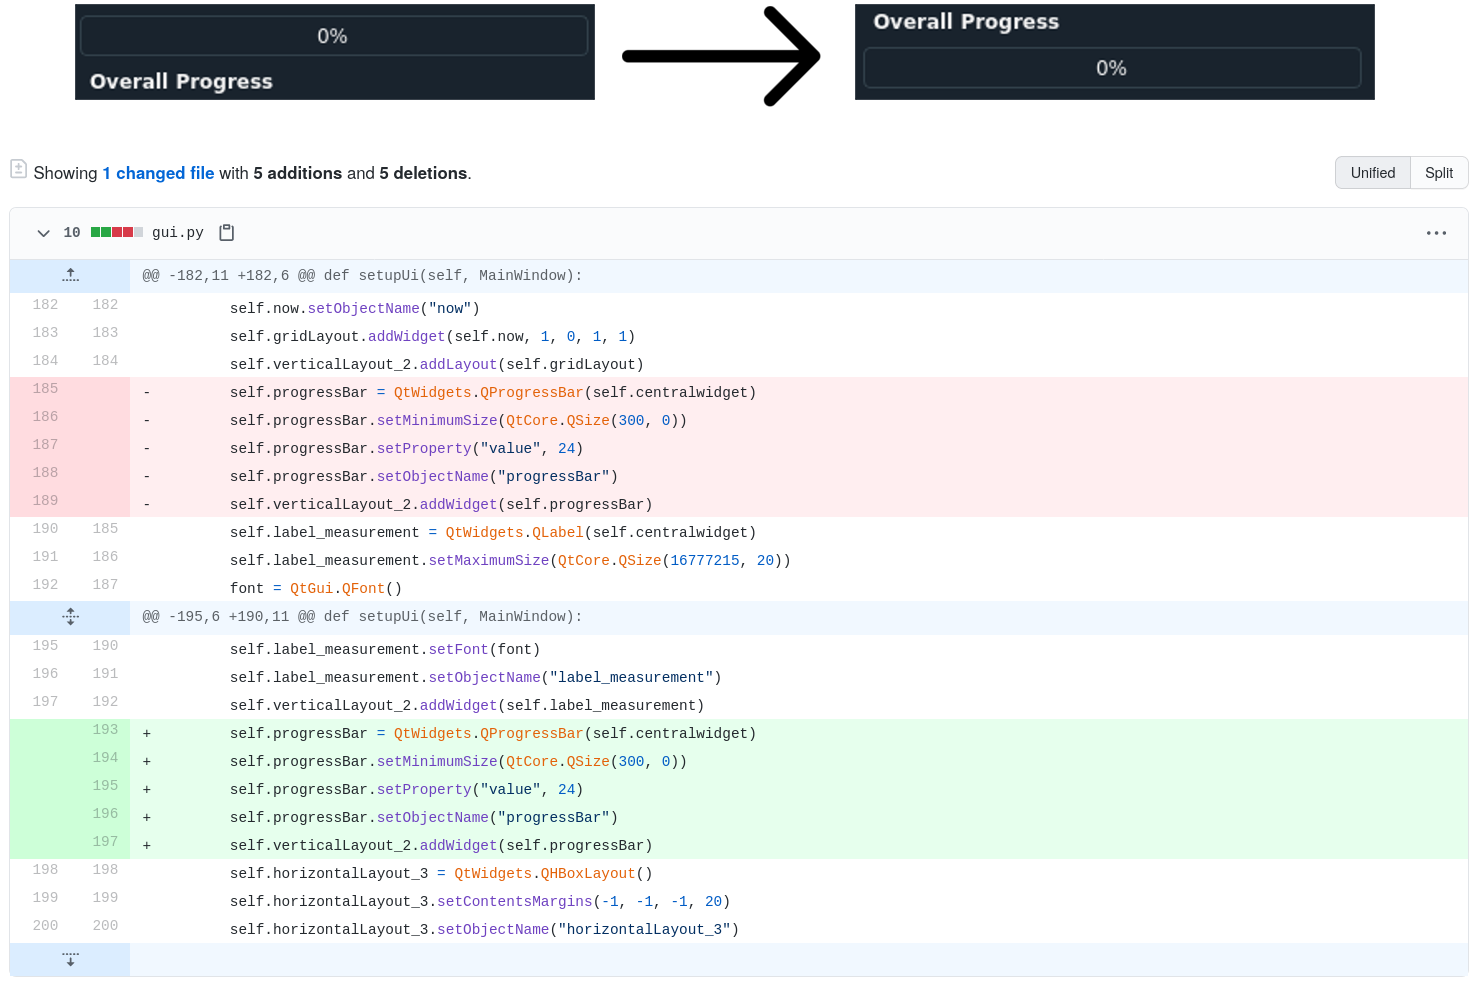 0%
Overall Progress
Overall Progress
0%
Showing 1 changed file with 5 additions and 5 deletions.
Unified Split
10 gui.py
@@ -182,11 +182,6 @@ def setupUi(self, MainWindow):
182 182 self.now.setObjectName("now")
183 183 self.gridLayout.addWidget(self.now, 1, 0, 1, 1)
184 184 self.verticalLayout_2.addLayout(self.gridLayout)
185 - self.progressBar = QtWidgets.QProgressBar(self.centralwidget)
186 - self.progressBar.setMinimumSize(QtCore.QSize(300, 0))
187 - self.progressBar.setProperty("value", 24)
188 - self.progressBar.setObjectName("progressBar")
189 - self.verticalLayout_2.addWidget(self.progressBar)
190 185 self.label_measurement = QtWidgets.QLabel(self.centralwidget)
191 186 self.label_measurement.setMaximumSize(QtCore.QSize(16777215, 20))
192 187 font = QtGui.QFont()
@@ -195,6 +190,11 @@ def setupUi(self, MainWindow):
195 190 self.label_measurement.setFont(font)
196 191 self.label_measurement.setObjectName("label_measurement")
197 192 self.verticalLayout_2.addWidget(self.label_measurement)
193 + self.progressBar = QtWidgets.QProgressBar(self.centralwidget)
194 + self.progressBar.setMinimumSize(QtCore.QSize(300, 0))
195 + self.progressBar.setProperty("value", 24)
196 + self.progressBar.setObjectName("progressBar")
197 + self.verticalLayout_2.addWidget(self.progressBar)
198 198 self.horizontalLayout_3 = QtWidgets.QHBoxLayout()
199 199 self.horizontalLayout_3.setContentsMargins(-1, -1, -1, 20)
200 200 self.horizontalLayout_3.setObjectName("horizontalLayout_3")